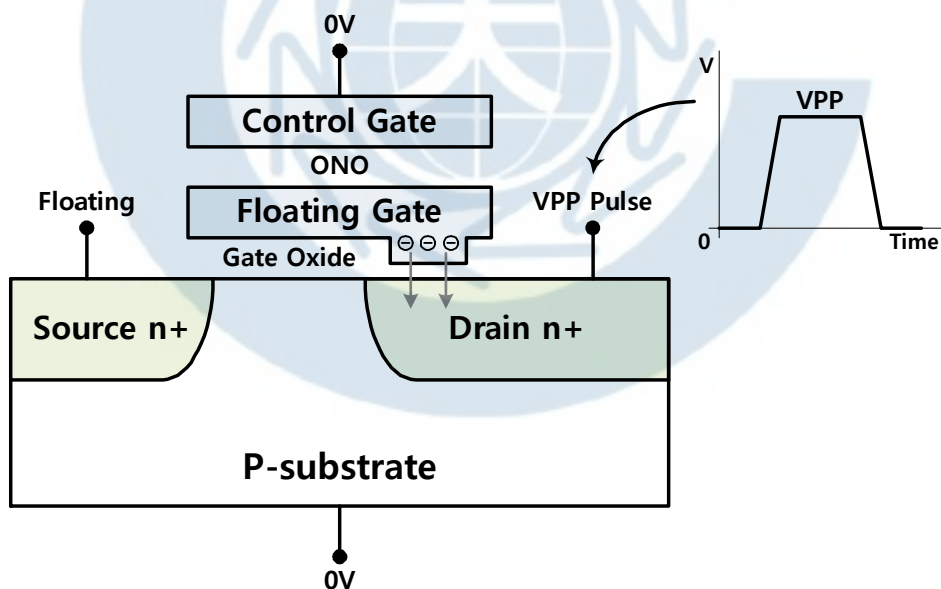 0V
V
VPP
Control Gate
ONO
Floating
Floating Gate
VPP Pulse
Gate Oxide
0
Time
Source n+
Drain n+
P-substrate
0V